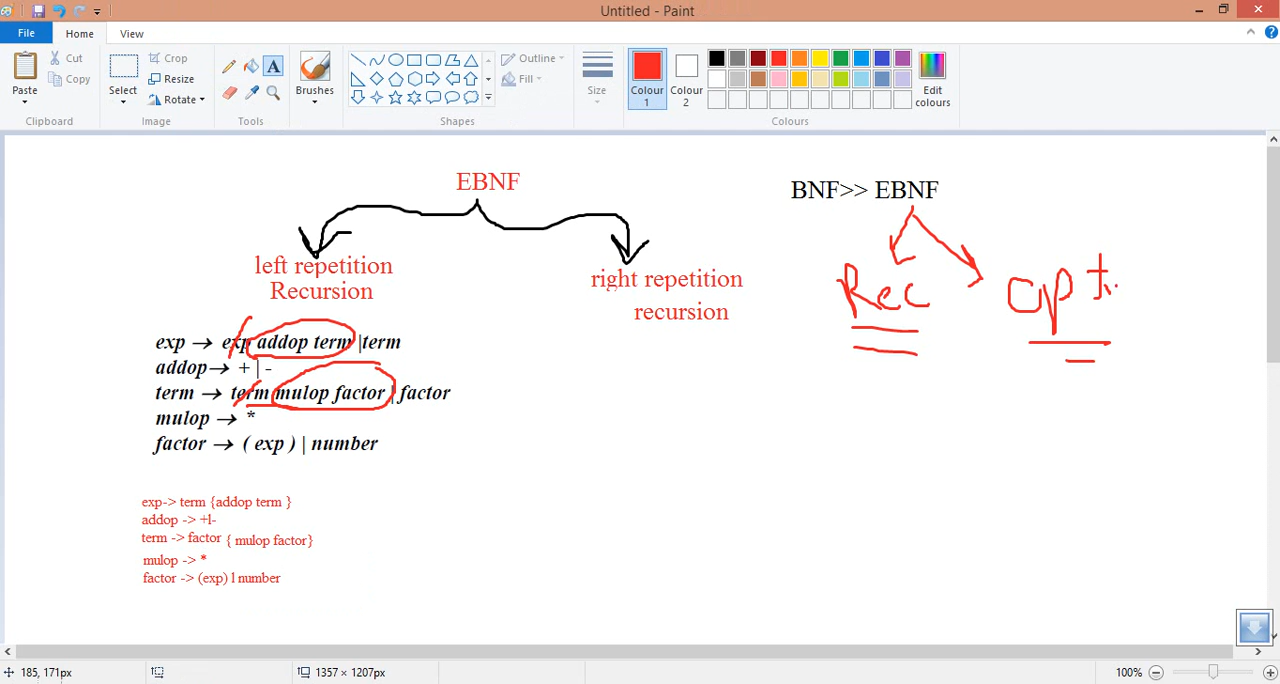 Untitled - Paint
File Home View
Paste
Cut
Copy
Clipboard
Select
Crop
Resize
Rotate
Image
A
Tools
Brushes
Shapes
Outline
Fill
Size
Colour 1
Colour 2
Edit colours
Colours
EBNF
left repetition
Recursion
right repetition
recursion
BNF>> EBNF
Rec
opt.
exp → exp addop term |term
addop→ + | -
term → term mulop factor | factor
mulop → *
factor → ( exp ) | number
exp-> term {addop term }
addop -> +l-
term -> factor { mulop factor}
mulop -> *
factor -> (exp) l number
185, 171px
1357 × 1207px
100%